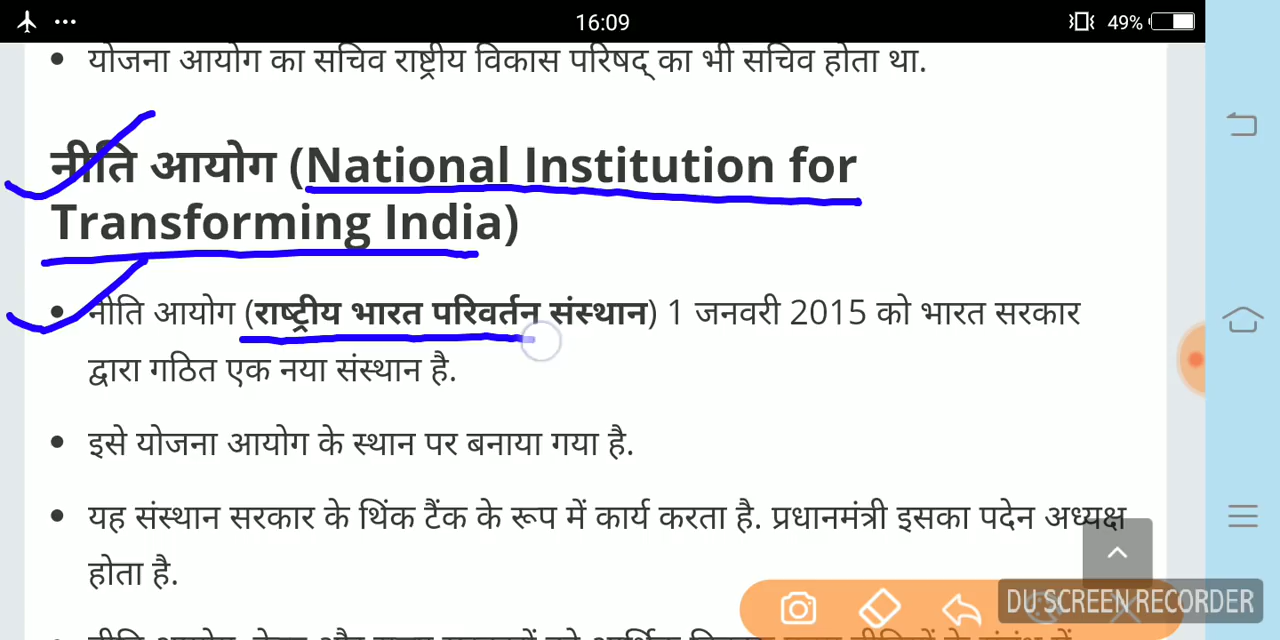 16:09
49%
योजना आयोग का सचिव राष्ट्रीय विकास परिषद् का भी सचिव होता था.
नीति आयोग (National Institution for
Transforming India)
नीति आयोग (राष्ट्रीय भारत परिवर्तन संस्थान) 1 जनवरी 2015 को भारत सरकार
द्वारा गठित एक नया संस्थान है.
इसे योजना आयोग के स्थान पर बनाया गया है.
यह संस्थान सरकार के थिंक टैंक के रूप में कार्य करता है. प्रधानमंत्री इसका पदेन अध्यक्ष
होता है.
DU SCREEN RECORDER